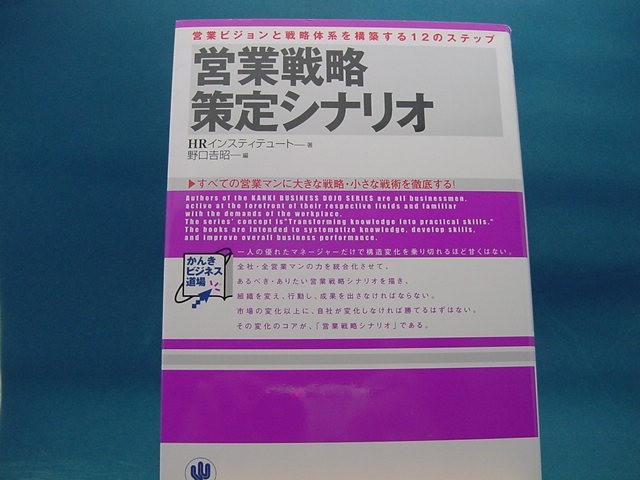 営業ビジョンと戦略体系を構築する12のステップ
営業戦略
策定シナリオ
HRインスティテュート―著
野口吉昭―編
▶すべての営業マンに大きな戦略・小さな戦術を徹底する!
Authors of the KANKI BUSINESS DOJO SERIES are all businessmen,
active at the forefront of their respective fields and familiar
with the demands of the workplace.
The series' concept is"Transforming knowledge into practical skills."
The books are intended to systematize knowledge, develop skills,
and improve overall business performance.
かんき
ビジネス
道場
一人の優れたマネージャーだけで構造変化を乗り切れるほど甘くはない。
全社・全営業マンの力を統合化させて、
あるべき・ありたい営業戦略シナリオを描き、
組織を変え、行動し、成果を出さなければならない。
市場の変化以上に、自社が変化しなければ勝てるはずはない。
その変化のコアが、「営業戦略シナリオ」である。